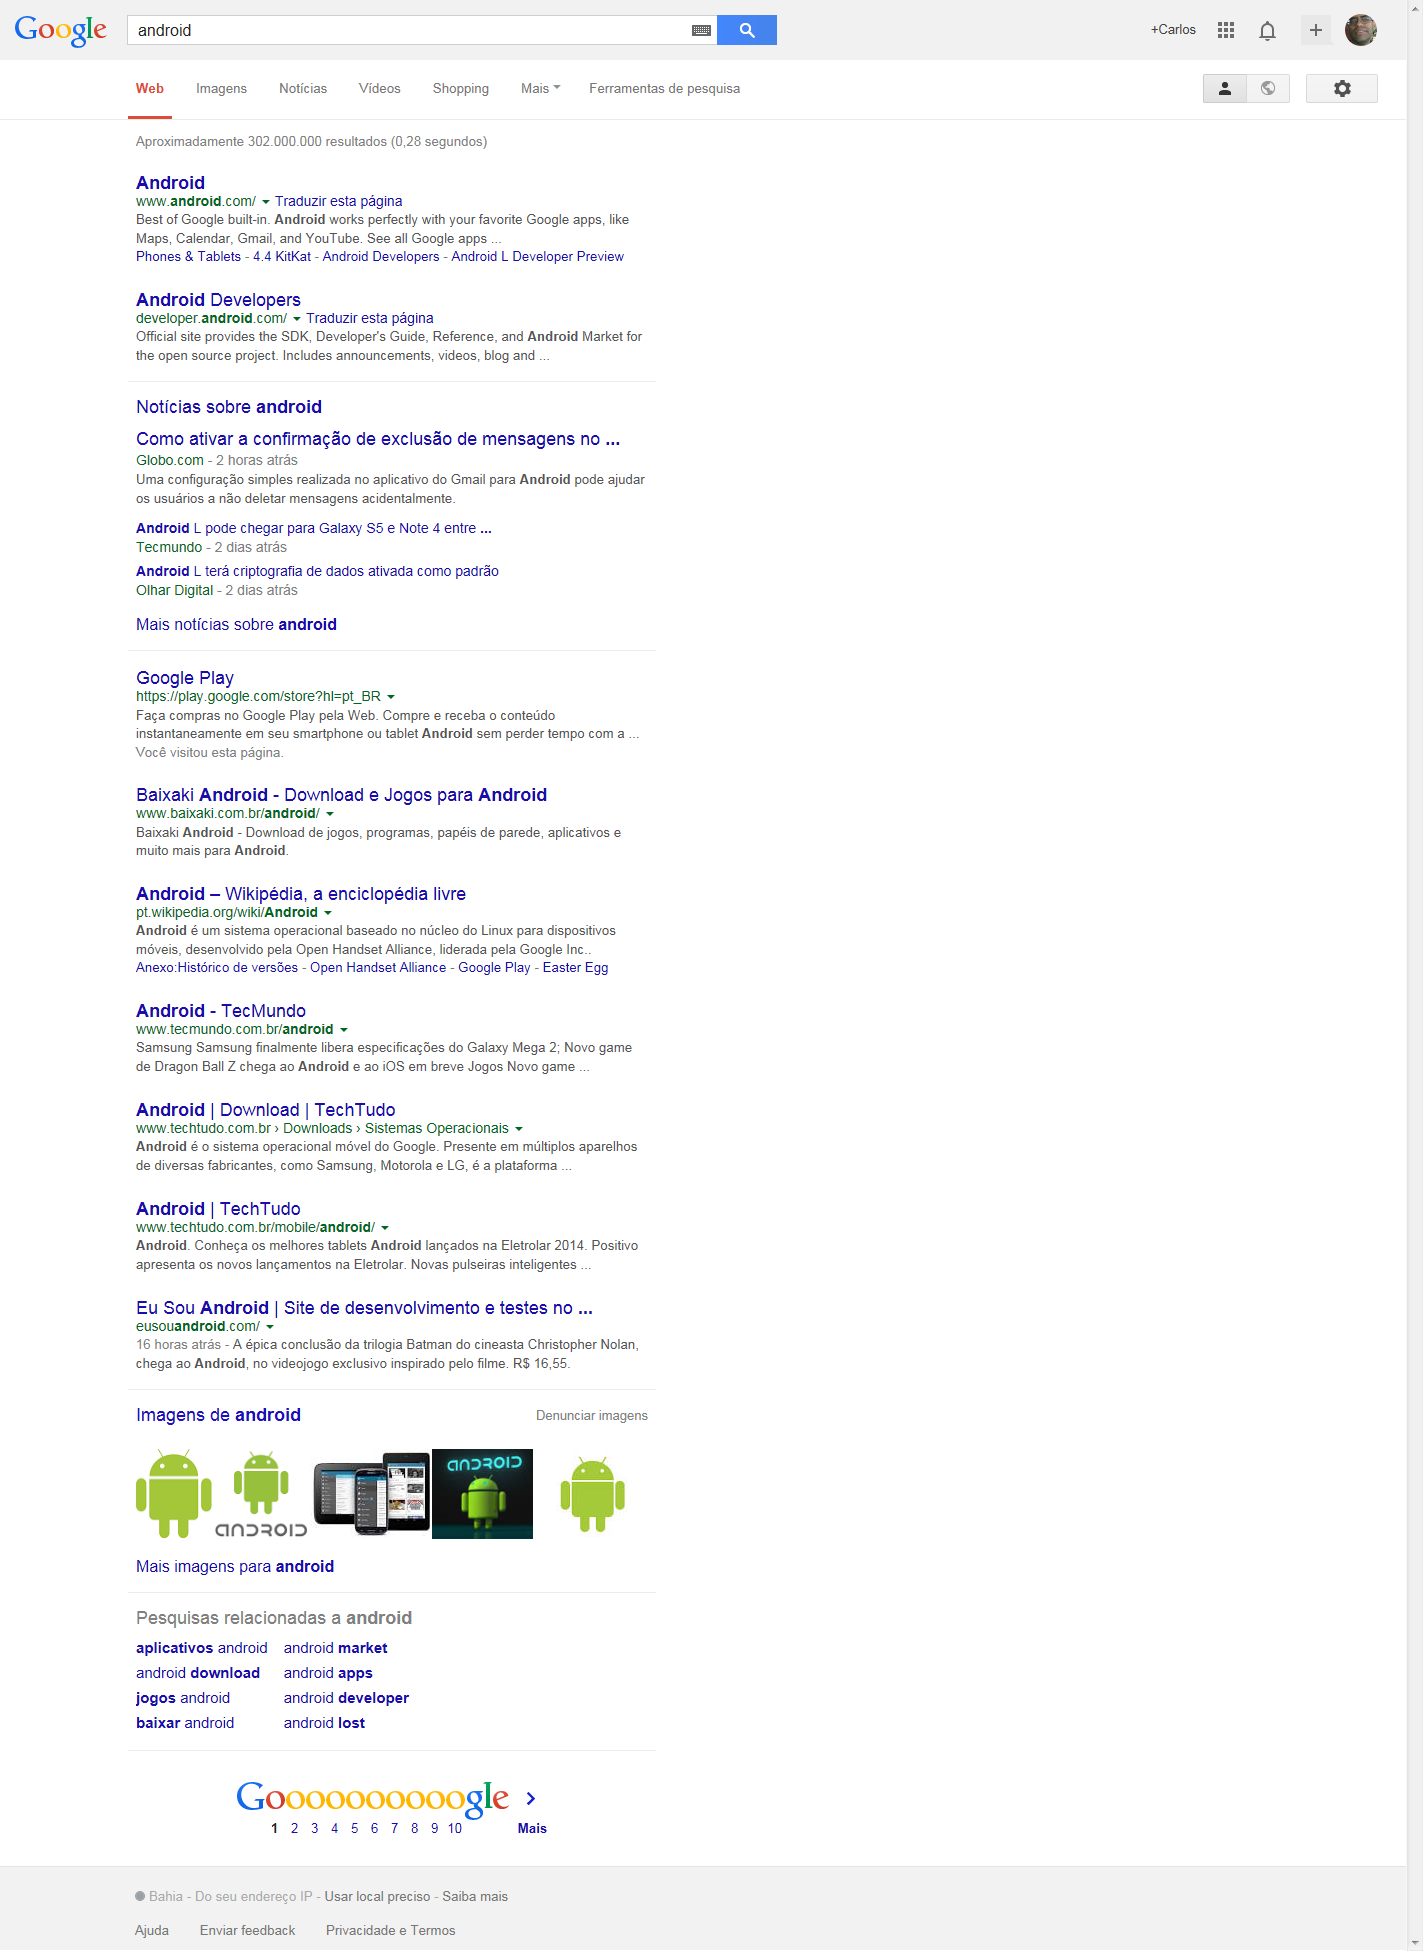 Google
android
+Carlos
Web Imagens Notícias Vídeos Shopping Mais Ferramentas de pesquisa
Aproximadamente 302.000.000 resultados (0,28 segundos)
Android
www.android.com/ Traduzir esta página
Best of Google built-in. Android works perfectly with your favorite Google apps, like
Maps, Calendar, Gmail, and YouTube. See all Google apps ...
Phones & Tablets - 4.4 KitKat - Android Developers - Android L Developer Preview
Android Developers
developer.android.com/ Traduzir esta página
Official site provides the SDK, Developer's Guide, Reference, and Android Market for
the open source project. Includes announcements, videos, blog and ...
Notícias sobre android
Como ativar a confirmação de exclusão de mensagens no ...
Globo.com - 2 horas atrás
Uma configuração simples realizada no aplicativo do Gmail para Android pode ajudar
os usuários a não deletar mensagens acidentalmente.
Android L pode chegar para Galaxy S5 e Note 4 entre ...
Tecmundo - 2 dias atrás
Android L terá criptografia de dados ativada como padrão
Olhar Digital - 2 dias atrás
Mais notícias sobre android
Google Play
https://play.google.com/store?hl=pt_BR
Faça compras no Google Play pela Web. Compre e receba o conteúdo
instantaneamente em seu smartphone ou tablet Android sem perder tempo com a ...
Você visitou esta página.
Baixaki Android - Download e Jogos para Android
www.baixaki.com.br/android/
Baixaki Android - Download de jogos, programas, papéis de parede, aplicativos e
muito mais para Android.
Android – Wikipédia, a enciclopédia livre
pt.wikipedia.org/wiki/Android
Android é um sistema operacional baseado no núcleo do Linux para dispositivos
móveis, desenvolvido pela Open Handset Alliance, liderada pela Google Inc..
Anexo:Histórico de versões - Open Handset Alliance - Google Play - Easter Egg
Android - TecMundo
www.tecmundo.com.br/android
Samsung Samsung finalmente libera especificações do Galaxy Mega 2; Novo game
de Dragon Ball Z chega ao Android e ao iOS em breve Jogos Novo game ...
Android | Download | TechTudo
www.techtudo.com.br › Downloads › Sistemas Operacionais
Android é o sistema operacional móvel do Google. Presente em múltiplos aparelhos
de diversas fabricantes, como Samsung, Motorola e LG, é a plataforma ...
Android | TechTudo
www.techtudo.com.br/mobile/android/
Android. Conheça os melhores tablets Android lançados na Eletrolar 2014. Positivo
apresenta os novos lançamentos na Eletrolar. Novas pulseiras inteligentes ...
Eu Sou Android | Site de desenvolvimento e testes no ...
eusouandroid.com/
16 horas atrás - A épica conclusão da trilogia Batman do cineasta Christopher Nolan,
chega ao Android, no videojogo exclusivo inspirado pelo filme. R$ 16,55.
Imagens de android Denunciar imagens
ANDROID
ANDROID
Mais imagens para android
Pesquisas relacionadas a android
aplicativos android android market
android download android apps
jogos android android developer
baixar android android lost
Goooooooooogle
1 2 3 4 5 6 7 8 9 10 Mais
Bahia - Do seu endereço IP - Usar local preciso - Saiba mais
Ajuda Enviar feedback Privacidade e Termos